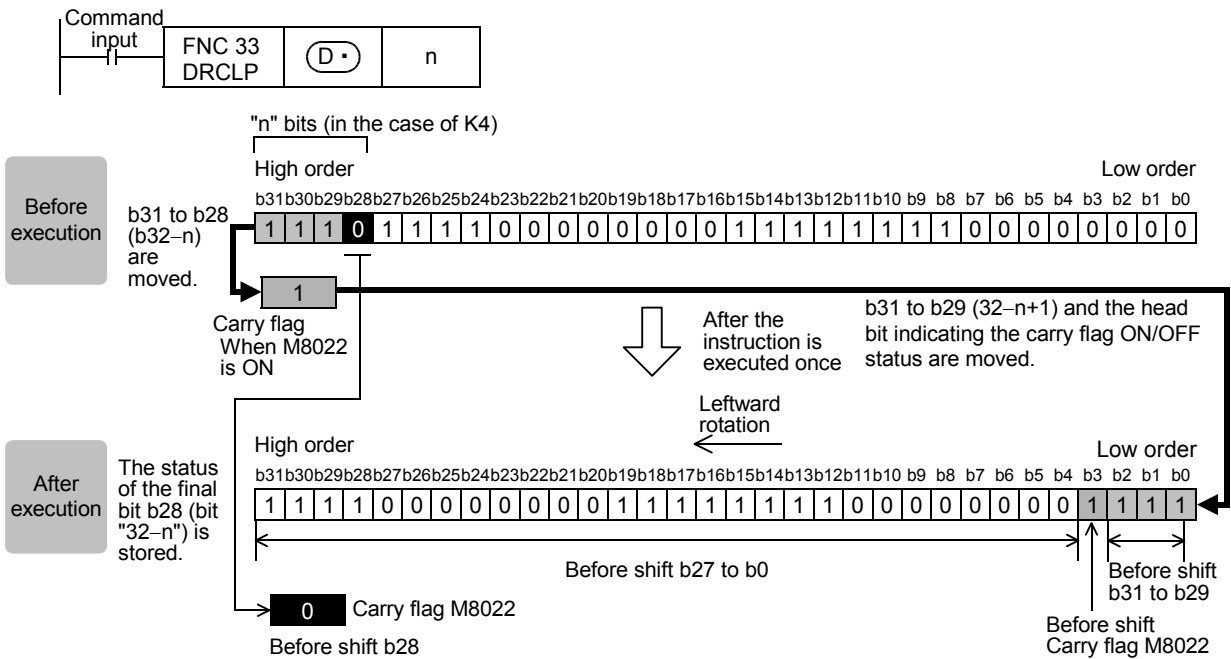 Command
input
FNC 33
DRCLP
D・
n
"n" bits (in the case of K4)
High order
Low order
Before
execution
b31 to b28
(b32−n)
are
moved.
b31b30b29b28b27b26b25b24b23b22b21b20b19b18b17b16b15b14b13b12b11b10 b9 b8 b7 b6 b5 b4 b3 b2 b1 b0
1 1 1 0 1 1 1 1 0 0 0 0 0 0 0 0 1 1 1 1 1 1 1 1 0 0 0 0 0 0 0 0
1
Carry flag
When M8022
is ON
After the
instruction is
executed once
b31 to b29 (32−n+1) and the head
bit indicating the carry flag ON/OFF
status are moved.
Leftward
rotation
High order
Low order
After
execution
The status
of the final
bit b28 (bit
"32−n") is
stored.
b31b30b29b28b27b26b25b24b23b22b21b20b19b18b17b16b15b14b13b12b11b10 b9 b8 b7 b6 b5 b4 b3 b2 b1 b0
1 1 1 1 0 0 0 0 0 0 0 0 1 1 1 1 1 1 1 1 0 0 0 0 0 0 0 0 1 1 1 1
Before shift b27 to b0
Before shift
b31 to b29
0
Carry flag M8022
Before shift b28
Before shift
Carry flag M8022